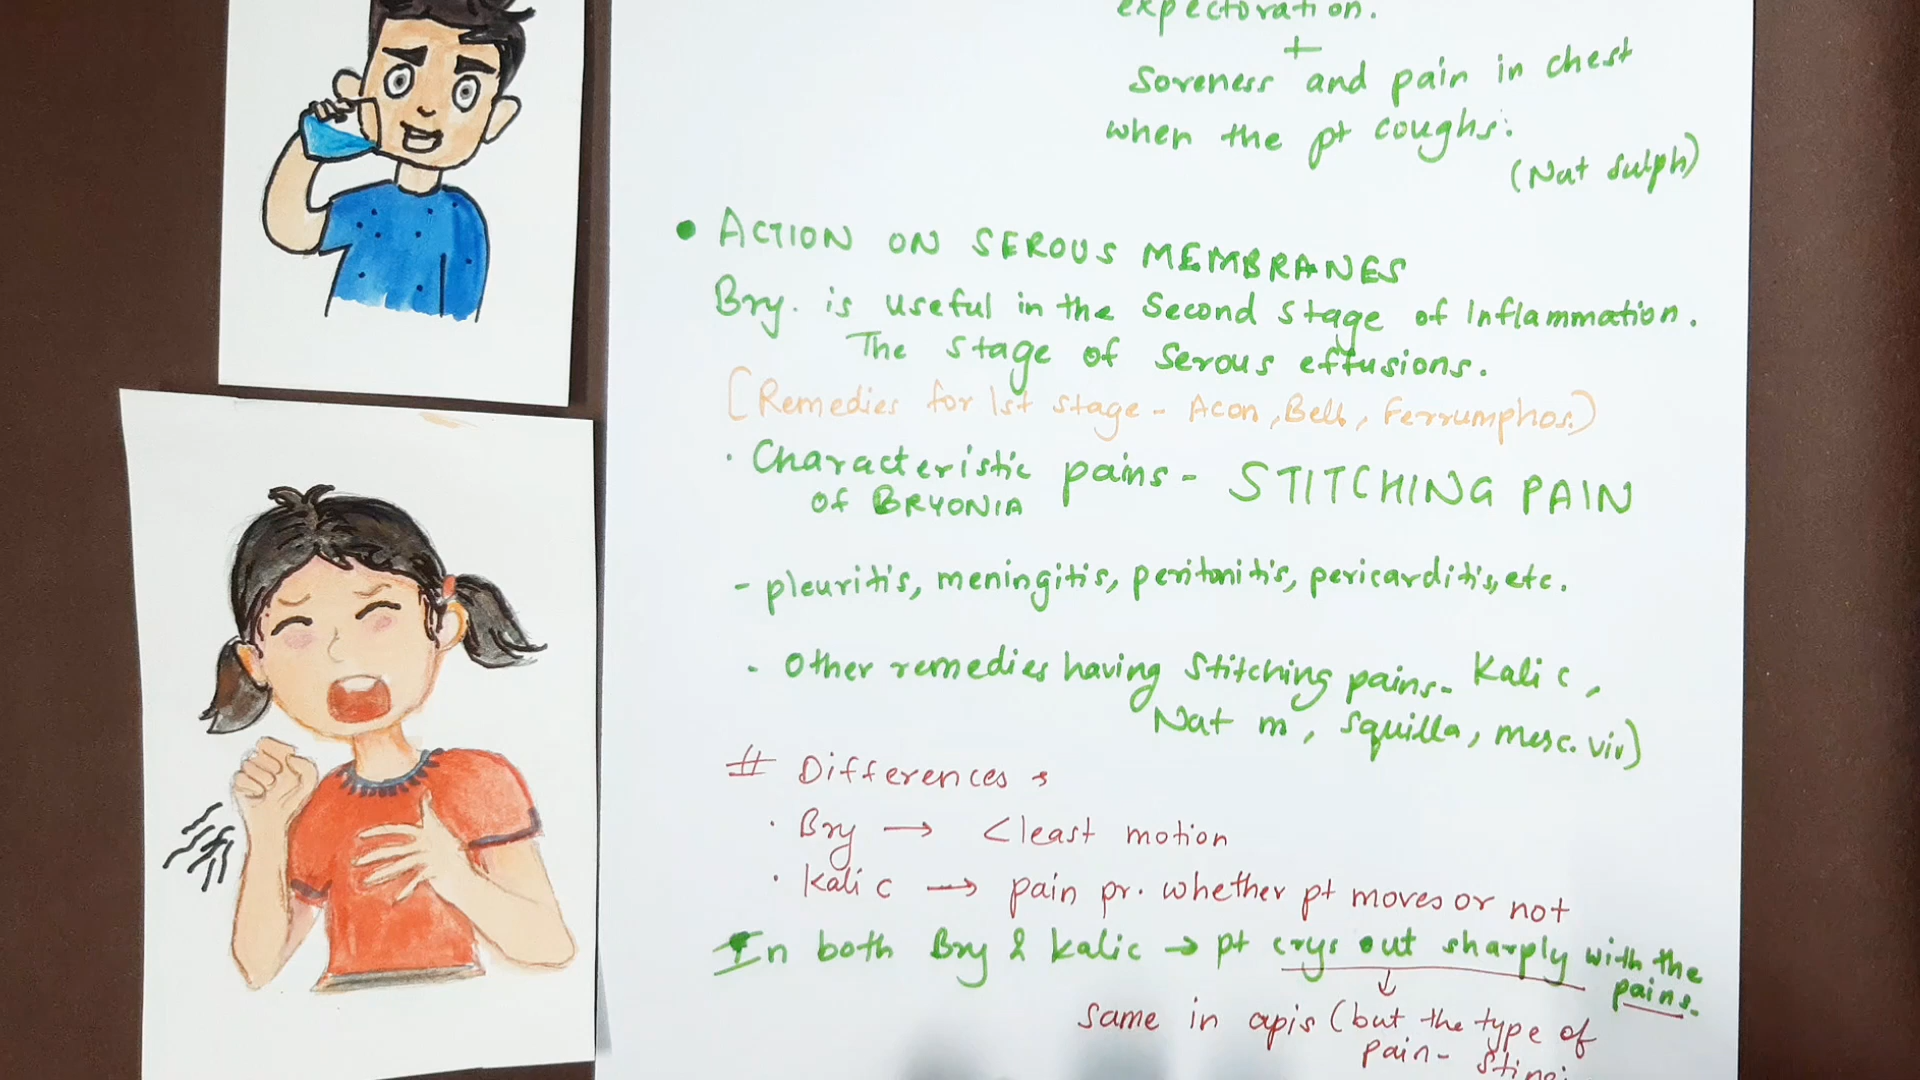 expectoration.
+
Soreness and pain in chest
when the pt coughs.
(Nat sulph)
• ACTION ON SEROUS MEMBRANES
Bry. is useful in the Second Stage of Inflammation.
The stage of Serous effusions.
[Remedies for 1st stage - Acon, Bell, Ferrumphos.)
· Characteristic pains - STITCHING PAIN
of BRYONIA
- pleuritis, meningitis, peritonitis, pericarditis, etc.
- Other remedies having Stitching pains- Kali c,
Nat m, Squilla, mesc. vir)
# Differences
· Bry → <least motion
· Kali c → pain pr. whether pt moves or not
In both Bry & Kalic → pt crys out sharply with the
pains.
↓
same in apis (but the type of
pain-